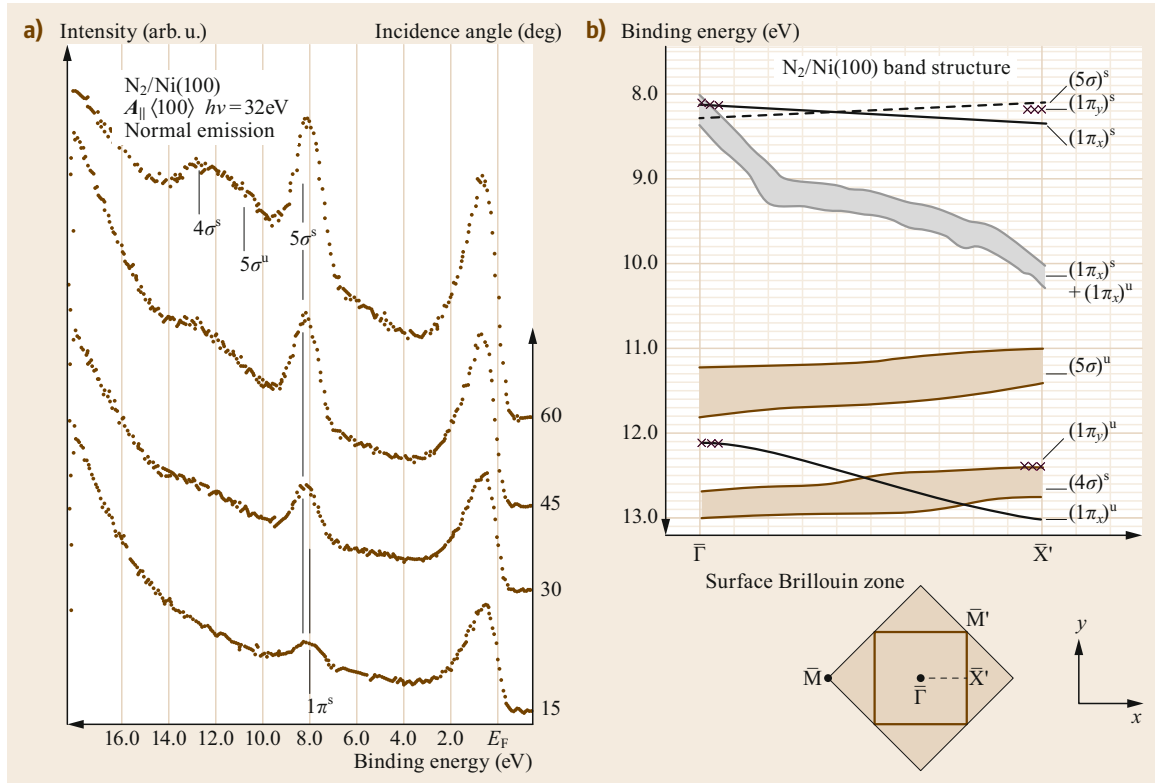 a) Intensity (arb. u.) Incidence angle (deg)
N₂/Ni(100)
A∥ ⟨100⟩ hν = 32eV
Normal emission
4σˢ
5σᵘ
5σˢ
1πˢ
60
45
30
15
16.0 14.0 12.0 10.0 8.0 6.0 4.0 2.0 E_F
Binding energy (eV)
b) Binding energy (eV)
N₂/Ni(100) band structure
8.0
9.0
10.0
11.0
12.0
13.0
(5σ)ˢ
(1π_y)ˢ
(1πₓ)ˢ
(1πₓ)ˢ
+ (1πₓ)ᵘ
(5σ)ᵘ
(1π_y)ᵘ
(4σ)ˢ
(1πₓ)ᵘ
Γ̄ X̄'
Surface Brillouin zone
M̄'
M̄
Γ̄
X̄'
y
x